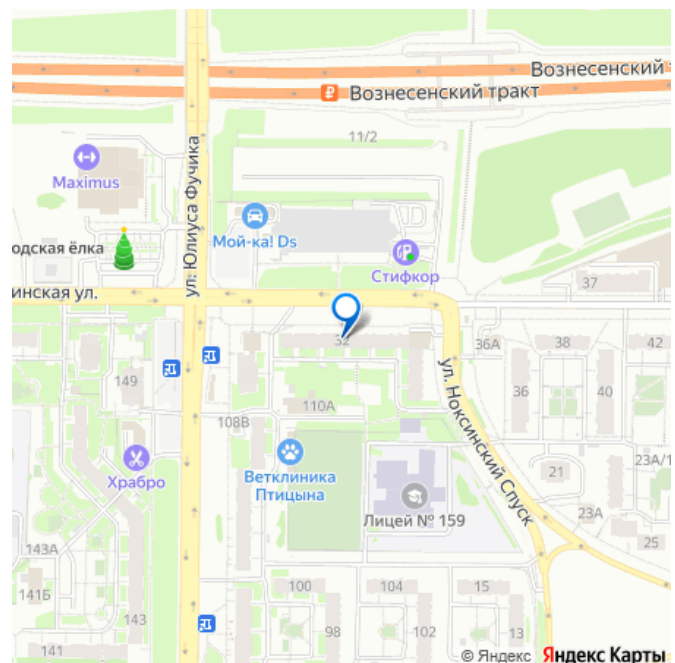 Вознесенский т
Вознесенский тракт
11/2
ул. Юлиуса Фучика
Maximus
Мой-ка! Ds
одская ёлка
Стифкор
инская ул.
37
32
36А
38
42
149
36
40
ул. Ноксинский Спуск
110А
108В
Храбро
Ветклиника
Птицына
21
23А/1
Лицей № 159
23А
25
143А
141Б
100
104
15
143
98
102
13
141
© Яндекс Яндекс Карты